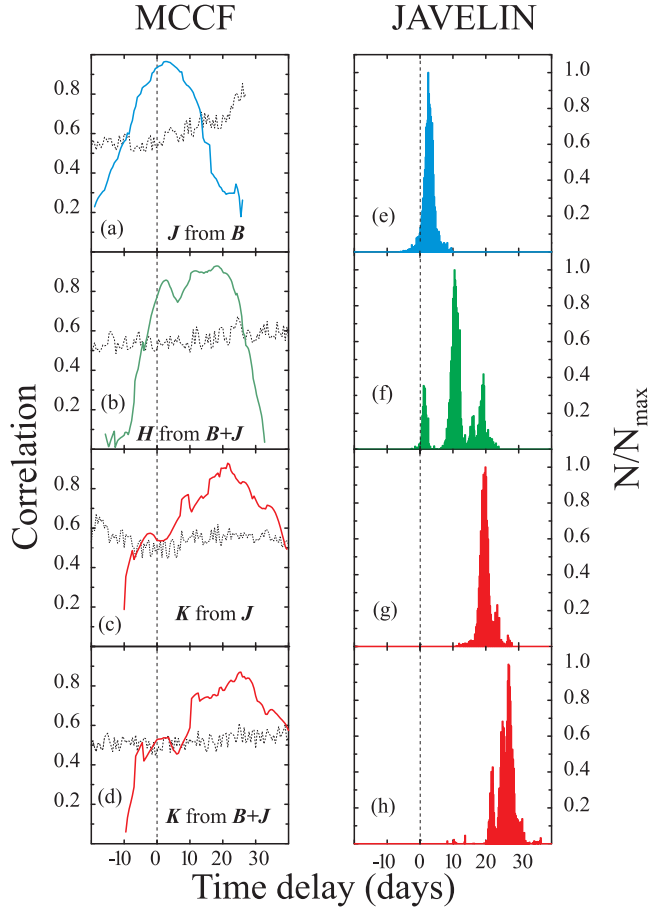 MCCF
JAVELIN
Correlation
N/Nmax
0.8
0.6
0.4
0.2
(a)
J from B
1.0
0.8
0.6
0.4
0.2
(e)
0.8
0.6
0.4
0.2
(b)
H from B+J
1.0
0.8
0.6
0.4
0.2
(f)
0.8
0.6
0.4
0.2
(c)
K from J
1.0
0.8
0.6
0.4
0.2
(g)
0.8
0.6
0.4
0.2
(d)
K from B+J
1.0
0.8
0.6
0.4
0.2
(h)
-10 0 10 20 30
-10 0 10 20 30
Time delay (days)